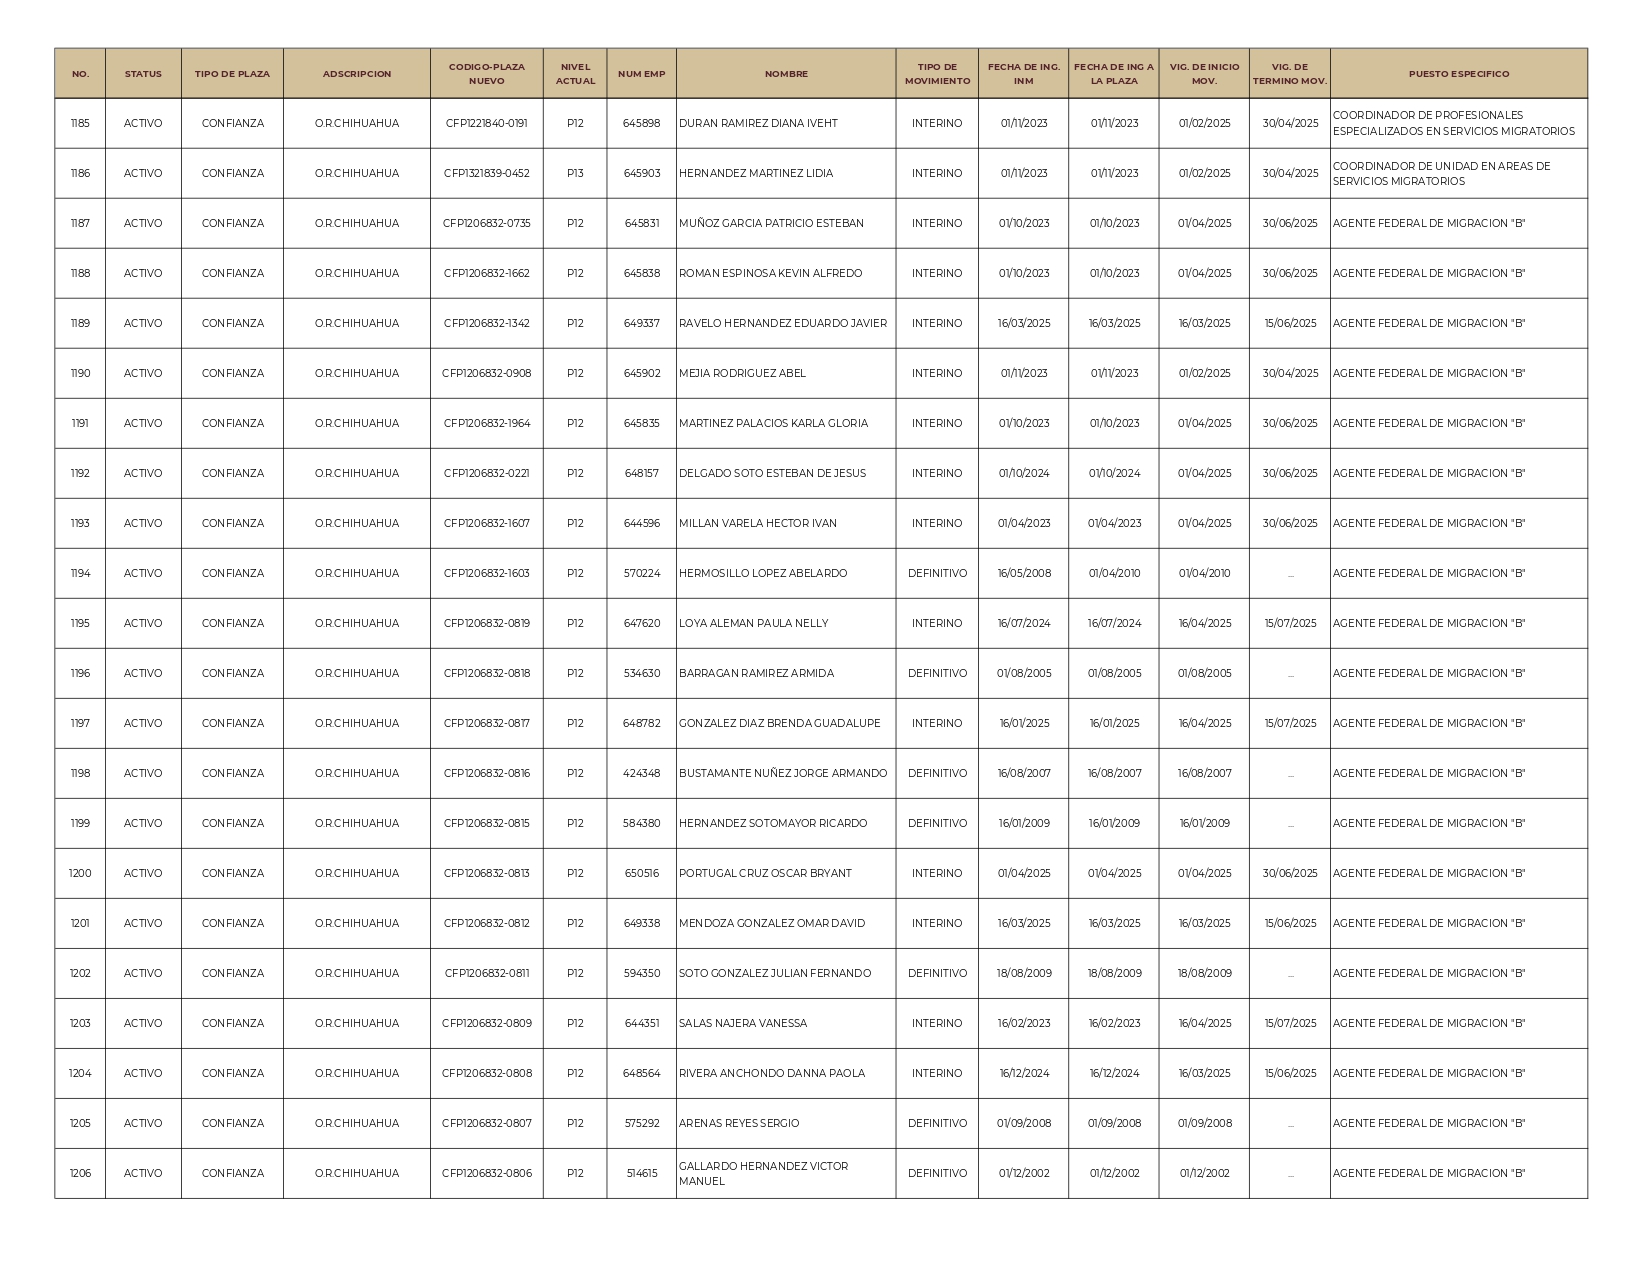 NO. STATUS TIPO DE PLAZA ADSCRIPCION CODIGO-PLAZA NUEVO NIVEL ACTUAL NUM EMP NOMBRE TIPO DE MOVIMIENTO FECHA DE ING. INM FECHA DE ING A LA PLAZA VIG. DE INICIO MOV. VIG. DE TERMINO MOV. PUESTO ESPECIFICO
1185 ACTIVO CONFIANZA O.R.CHIHUAHUA CFP1221840-0191 P12 645898 DURAN RAMIREZ DIANA IVEHT INTERINO 01/11/2023 01/11/2023 01/02/2025 30/04/2025 COORDINADOR DE PROFESIONALES ESPECIALIZADOS EN SERVICIOS MIGRATORIOS
1186 ACTIVO CONFIANZA O.R.CHIHUAHUA CFP1321839-0452 P13 645903 HERNANDEZ MARTINEZ LIDIA INTERINO 01/11/2023 01/11/2023 01/02/2025 30/04/2025 COORDINADOR DE UNIDAD EN AREAS DE SERVICIOS MIGRATORIOS
1187 ACTIVO CONFIANZA O.R.CHIHUAHUA CFP1206832-0735 P12 645831 MUÑOZ GARCIA PATRICIO ESTEBAN INTERINO 01/10/2023 01/10/2023 01/04/2025 30/06/2025 AGENTE FEDERAL DE MIGRACION "B"
1188 ACTIVO CONFIANZA O.R.CHIHUAHUA CFP1206832-1662 P12 645838 ROMAN ESPINOSA KEVIN ALFREDO INTERINO 01/10/2023 01/10/2023 01/04/2025 30/06/2025 AGENTE FEDERAL DE MIGRACION "B"
1189 ACTIVO CONFIANZA O.R.CHIHUAHUA CFP1206832-1342 P12 649337 RAVELO HERNANDEZ EDUARDO JAVIER INTERINO 16/03/2025 16/03/2025 16/03/2025 15/06/2025 AGENTE FEDERAL DE MIGRACION "B"
1190 ACTIVO CONFIANZA O.R.CHIHUAHUA CFP1206832-0908 P12 645902 MEJIA RODRIGUEZ ABEL INTERINO 01/11/2023 01/11/2023 01/02/2025 30/04/2025 AGENTE FEDERAL DE MIGRACION "B"
1191 ACTIVO CONFIANZA O.R.CHIHUAHUA CFP1206832-1964 P12 645835 MARTINEZ PALACIOS KARLA GLORIA INTERINO 01/10/2023 01/10/2023 01/04/2025 30/06/2025 AGENTE FEDERAL DE MIGRACION "B"
1192 ACTIVO CONFIANZA O.R.CHIHUAHUA CFP1206832-0221 P12 648157 DELGADO SOTO ESTEBAN DE JESUS INTERINO 01/10/2024 01/10/2024 01/04/2025 30/06/2025 AGENTE FEDERAL DE MIGRACION "B"
1193 ACTIVO CONFIANZA O.R.CHIHUAHUA CFP1206832-1607 P12 644596 MILLAN VARELA HECTOR IVAN INTERINO 01/04/2023 01/04/2023 01/04/2025 30/06/2025 AGENTE FEDERAL DE MIGRACION "B"
1194 ACTIVO CONFIANZA O.R.CHIHUAHUA CFP1206832-1603 P12 570224 HERMOSILLO LOPEZ ABELARDO DEFINITIVO 16/05/2008 01/04/2010 01/04/2010 ... AGENTE FEDERAL DE MIGRACION "B"
1195 ACTIVO CONFIANZA O.R.CHIHUAHUA CFP1206832-0819 P12 647620 LOYA ALEMAN PAULA NELLY INTERINO 16/07/2024 16/07/2024 16/04/2025 15/07/2025 AGENTE FEDERAL DE MIGRACION "B"
1196 ACTIVO CONFIANZA O.R.CHIHUAHUA CFP1206832-0818 P12 534630 BARRAGAN RAMIREZ ARMIDA DEFINITIVO 01/08/2005 01/08/2005 01/08/2005 ... AGENTE FEDERAL DE MIGRACION "B"
1197 ACTIVO CONFIANZA O.R.CHIHUAHUA CFP1206832-0817 P12 648782 GONZALEZ DIAZ BRENDA GUADALUPE INTERINO 16/01/2025 16/01/2025 16/04/2025 15/07/2025 AGENTE FEDERAL DE MIGRACION "B"
1198 ACTIVO CONFIANZA O.R.CHIHUAHUA CFP1206832-0816 P12 424348 BUSTAMANTE NUÑEZ JORGE ARMANDO DEFINITIVO 16/08/2007 16/08/2007 16/08/2007 ... AGENTE FEDERAL DE MIGRACION "B"
1199 ACTIVO CONFIANZA O.R.CHIHUAHUA CFP1206832-0815 P12 584380 HERNANDEZ SOTOMAYOR RICARDO DEFINITIVO 16/01/2009 16/01/2009 16/01/2009 ... AGENTE FEDERAL DE MIGRACION "B"
1200 ACTIVO CONFIANZA O.R.CHIHUAHUA CFP1206832-0813 P12 650516 PORTUGAL CRUZ OSCAR BRYANT INTERINO 01/04/2025 01/04/2025 01/04/2025 30/06/2025 AGENTE FEDERAL DE MIGRACION "B"
1201 ACTIVO CONFIANZA O.R.CHIHUAHUA CFP1206832-0812 P12 649338 MENDOZA GONZALEZ OMAR DAVID INTERINO 16/03/2025 16/03/2025 16/03/2025 15/06/2025 AGENTE FEDERAL DE MIGRACION "B"
1202 ACTIVO CONFIANZA O.R.CHIHUAHUA CFP1206832-0811 P12 594350 SOTO GONZALEZ JULIAN FERNANDO DEFINITIVO 18/08/2009 18/08/2009 18/08/2009 ... AGENTE FEDERAL DE MIGRACION "B"
1203 ACTIVO CONFIANZA O.R.CHIHUAHUA CFP1206832-0809 P12 644351 SALAS NAJERA VANESSA INTERINO 16/02/2023 16/02/2023 16/04/2025 15/07/2025 AGENTE FEDERAL DE MIGRACION "B"
1204 ACTIVO CONFIANZA O.R.CHIHUAHUA CFP1206832-0808 P12 648564 RIVERA ANCHONDO DANNA PAOLA INTERINO 16/12/2024 16/12/2024 16/03/2025 15/06/2025 AGENTE FEDERAL DE MIGRACION "B"
1205 ACTIVO CONFIANZA O.R.CHIHUAHUA CFP1206832-0807 P12 575292 ARENAS REYES SERGIO DEFINITIVO 01/09/2008 01/09/2008 01/09/2008 ... AGENTE FEDERAL DE MIGRACION "B"
1206 ACTIVO CONFIANZA O.R.CHIHUAHUA CFP1206832-0806 P12 514615 GALLARDO HERNANDEZ VICTOR MANUEL DEFINITIVO 01/12/2002 01/12/2002 01/12/2002 ... AGENTE FEDERAL DE MIGRACION "B"